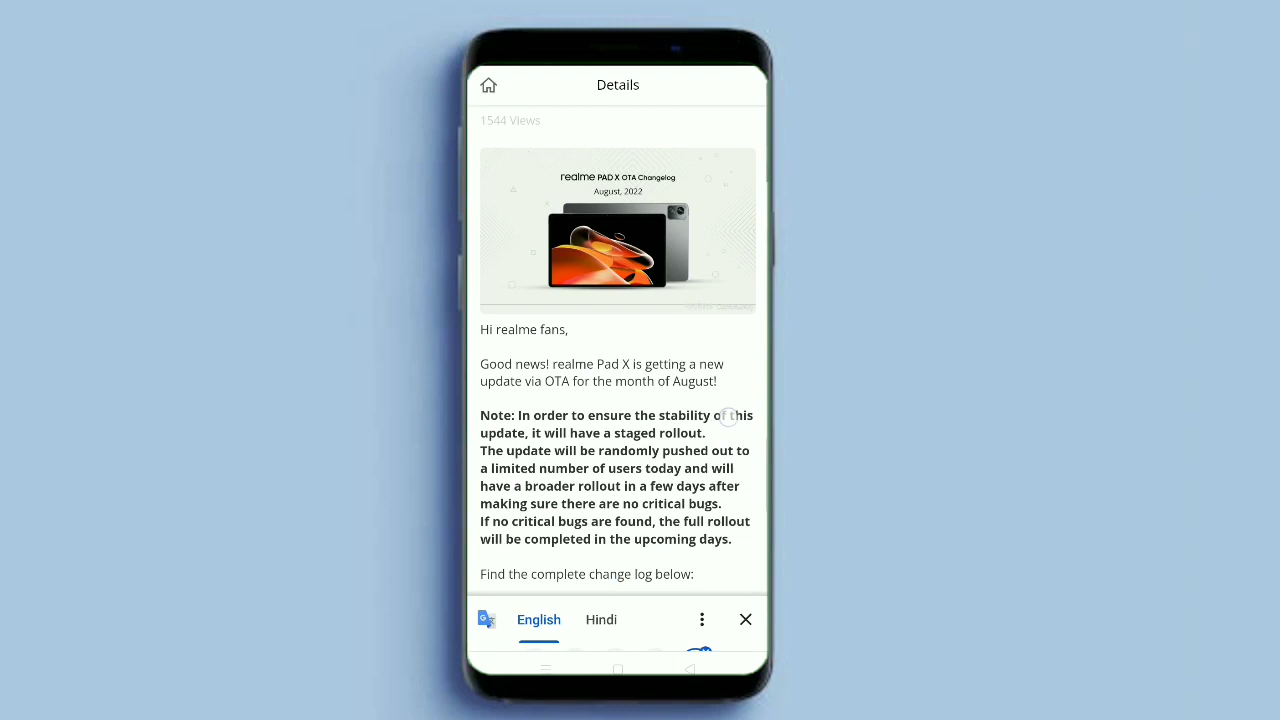 Details
1544 Views
realme PAD X OTA Changelog
August, 2022
Hi realme fans,
Good news! realme Pad X is getting a new
update via OTA for the month of August!
Note: In order to ensure the stability of this
update, it will have a staged rollout.
The update will be randomly pushed out to
a limited number of users today and will
have a broader rollout in a few days after
making sure there are no critical bugs.
If no critical bugs are found, the full rollout
will be completed in the upcoming days.
Find the complete change log below:
English Hindi